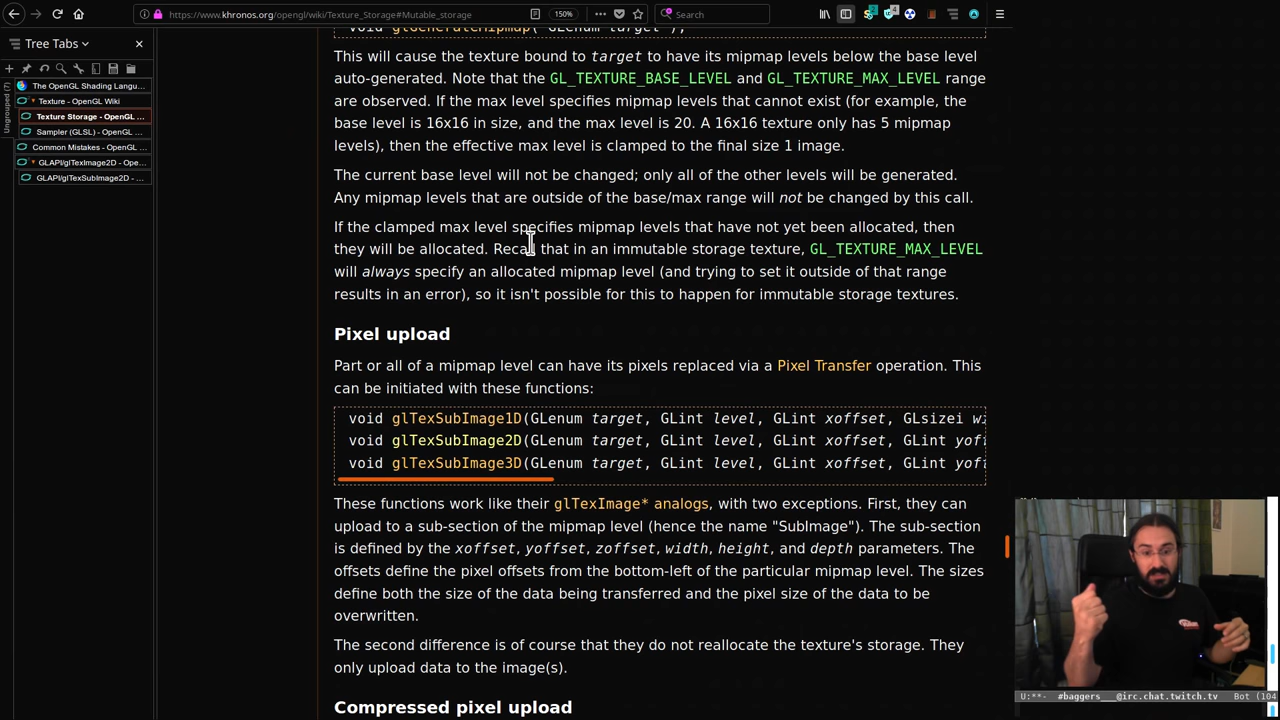 https://www.khronos.org/opengl/wiki/Texture_Storage#Mutable_storage
150%
Search
Tree Tabs
Ungrouped (7)
The OpenGL Shading Langu...
Texture - OpenGL Wiki
Texture Storage - OpenGL ...
Sampler (GLSL) - OpenGL ...
Common Mistakes - OpenGL ...
GLAPI/glTexImage2D - Ope...
GLAPI/glTexSubImage2D - ...
void glGenerateMipmap( GLenum target );
This will cause the texture bound to target to have its mipmap levels below the base level
auto-generated. Note that the GL_TEXTURE_BASE_LEVEL and GL_TEXTURE_MAX_LEVEL range
are observed. If the max level specifies mipmap levels that cannot exist (for example, the
base level is 16x16 in size, and the max level is 20. A 16x16 texture only has 5 mipmap
levels), then the effective max level is clamped to the final size 1 image.
The current base level will not be changed; only all of the other levels will be generated.
Any mipmap levels that are outside of the base/max range will not be changed by this call.
If the clamped max level specifies mipmap levels that have not yet been allocated, then
they will be allocated. Recall that in an immutable storage texture, GL_TEXTURE_MAX_LEVEL
will always specify an allocated mipmap level (and trying to set it outside of that range
results in an error), so it isn't possible for this to happen for immutable storage textures.
Pixel upload
Part or all of a mipmap level can have its pixels replaced via a Pixel Transfer operation. This
can be initiated with these functions:
void glTexSubImage1D(GLenum target, GLint level, GLint xoffset, GLsizei wi
void glTexSubImage2D(GLenum target, GLint level, GLint xoffset, GLint yoff
void glTexSubImage3D(GLenum target, GLint level, GLint xoffset, GLint yoff
These functions work like their glTexImage* analogs, with two exceptions. First, they can
upload to a sub-section of the mipmap level (hence the name "SubImage"). The sub-section
is defined by the xoffset, yoffset, zoffset, width, height, and depth parameters. The
offsets define the pixel offsets from the bottom-left of the particular mipmap level. The sizes
define both the size of the data being transferred and the pixel size of the data to be
overwritten.
The second difference is of course that they do not reallocate the texture's storage. They
only upload data to the image(s).
Compressed pixel upload
U:**- #baggers___@irc.chat.twitch.tv Bot (104